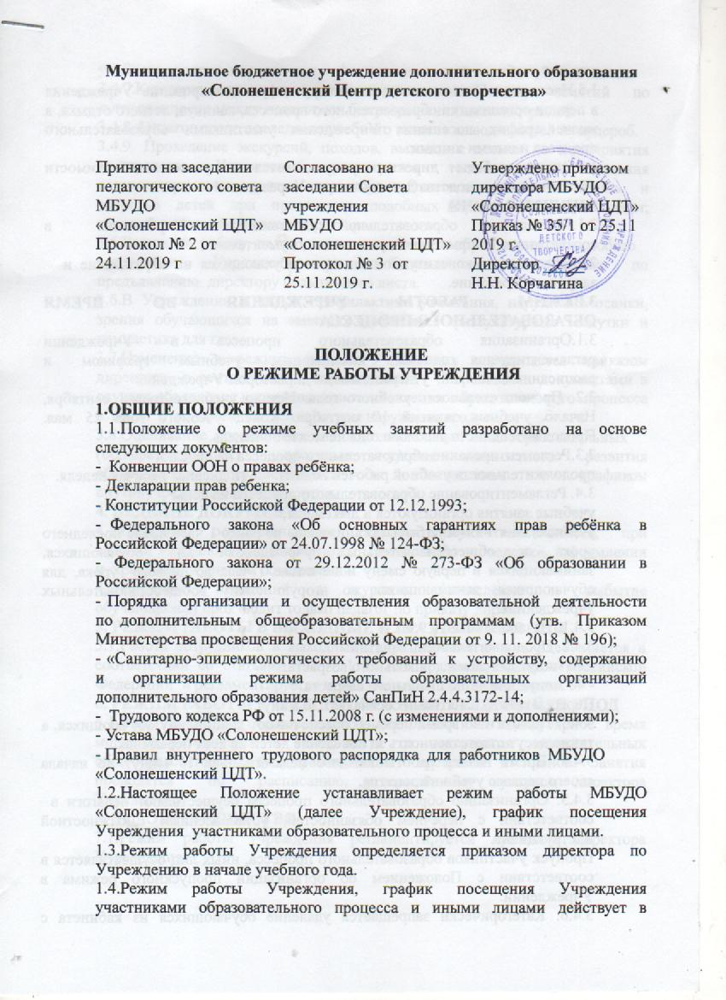 Муниципальное бюджетное учреждение дополнительного образования
«Солонешенский Центр детского творчества»
Принято на заседании
педагогического совета
МБУДО
«Солонешенский ЦДТ»
Протокол № 2 от
24.11.2019 г
Согласовано на
заседании Совета
учреждения
МБУДО
«Солонешенский ЦДТ»
Протокол № 3 от
25.11.2019 г.
Утверждено приказом
директора МБУДО
«Солонешенский ЦДТ»
Приказ № 35/1 от 25.11
2019 г.
Директор
Н.Н. Корчагина
ДЕТСКОГО
ТВОРЧЕСТВА
ПОЛОЖЕНИЕ
О РЕЖИМЕ РАБОТЫ УЧРЕЖДЕНИЯ
1.ОБЩИЕ ПОЛОЖЕНИЯ
1.1.Положение о режиме учебных занятий разработано на основе
следующих документов:
- Конвенции ООН о правах ребёнка;
- Декларации прав ребенка;
- Конституции Российской Федерации от 12.12.1993;
- Федерального закона «Об основных гарантиях прав ребёнка в
Российской Федерации» от 24.07.1998 № 124-ФЗ;
Федерального закона от 29.12.2012 № 273-ФЗ «Об образовании в
Российской Федерации»;
- Порядка организации и осуществления образовательной деятельности
по дополнительным общеобразовательным программам (утв. Приказом
Министерства просвещения Российской Федерации от 9. 11. 2018 № 196);
- «Санитарно-эпидемиологических требований к устройству, содержанию
и организации режима работы образовательных организаций
дополнительного образования детей» СанПиН 2.4.4.3172-14;
- Трудового кодекса РФ от 15.11.2008 г. (с изменениями и дополнениями);
- Устава МБУДО «Солонешенский ЦДТ»;
- Правил внутреннего трудового распорядка для работников МБУДО
«Солонешенский ЦДТ».
1.2.Настоящее Положение устанавливает режим работы МБУДО
«Солонешенский ЦДТ» (далее - Учреждение), график посещения
Учреждения участниками образовательного процесса и иными лицами.
1.3.Режим работы Учреждения определяется приказом директора по
Учреждению в начале учебного года.
1.4.Режим работы Учреждения, график посещения Учреждения
участниками образовательного процесса и иными лицами действует в